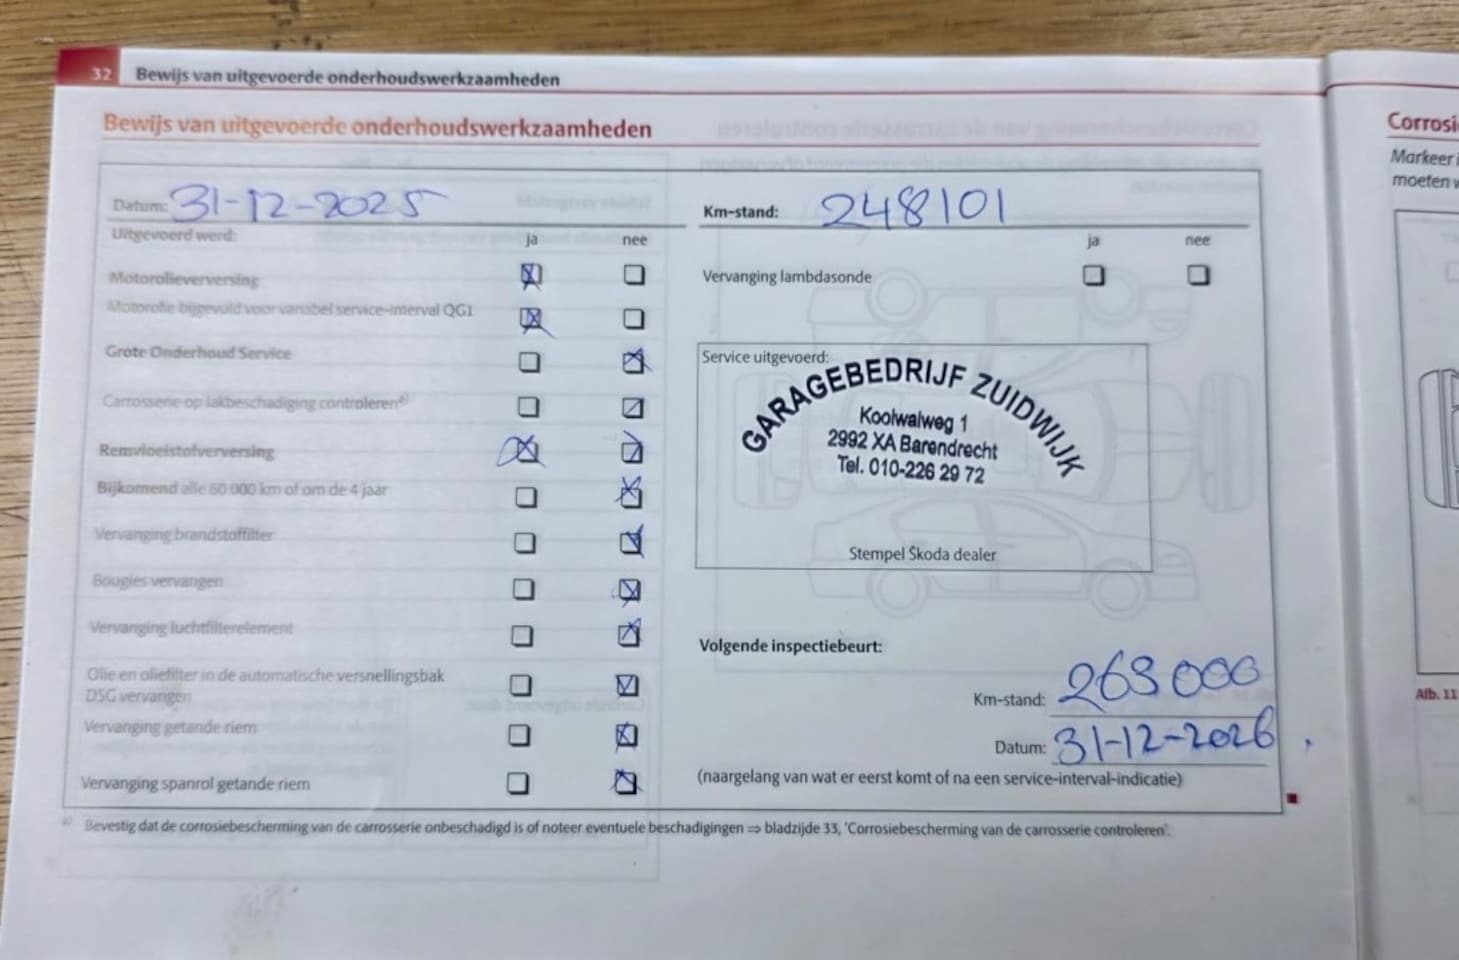 32 Bewijs van uitgevoerde onderhoudswerkzaamheden
Bewijs van uitgevoerde onderhoudswerkzaamheden
Datum: 31-12-2025
Uitgevoerd werd: ja nee
Motorolieverversing
Motorolie bijgevuld voor variabel service-interval QG1
Grote Onderhoud Service
Carrosserie op lakbeschadiging controleren a)
Remvloeistofverversing
Bijkomend alle 60 000 km of om de 4 jaar
Vervanging brandstoffilter
Bougies vervangen
Vervanging luchtfilterelement
Olie en oliefilter in de automatische versnellingsbak
DSG vervangen
Vervanging getande riem
Vervanging spanrol getande riem
Km-stand: 248101
ja nee
Vervanging lambdasonde
Service uitgevoerd:
GARAGEBEDRIJF ZUIDWIJK
Kooiwalweg 1
2992 XA Barendrecht
Tel. 010-226 29 72
Stempel Škoda dealer
Volgende inspectiebeurt:
Km-stand: 263000
Datum: 31-12-2026
(naargelang van wat er eerst komt of na een service-interval-indicatie)
a) Bevestig dat de corrosiebescherming van de carrosserie onbeschadigd is of noteer eventuele beschadigingen ⇒ bladzijde 33, 'Corrosiebescherming van de carrosserie controleren'.
Corrosi
Markeer i
moeten v
Afb. 11